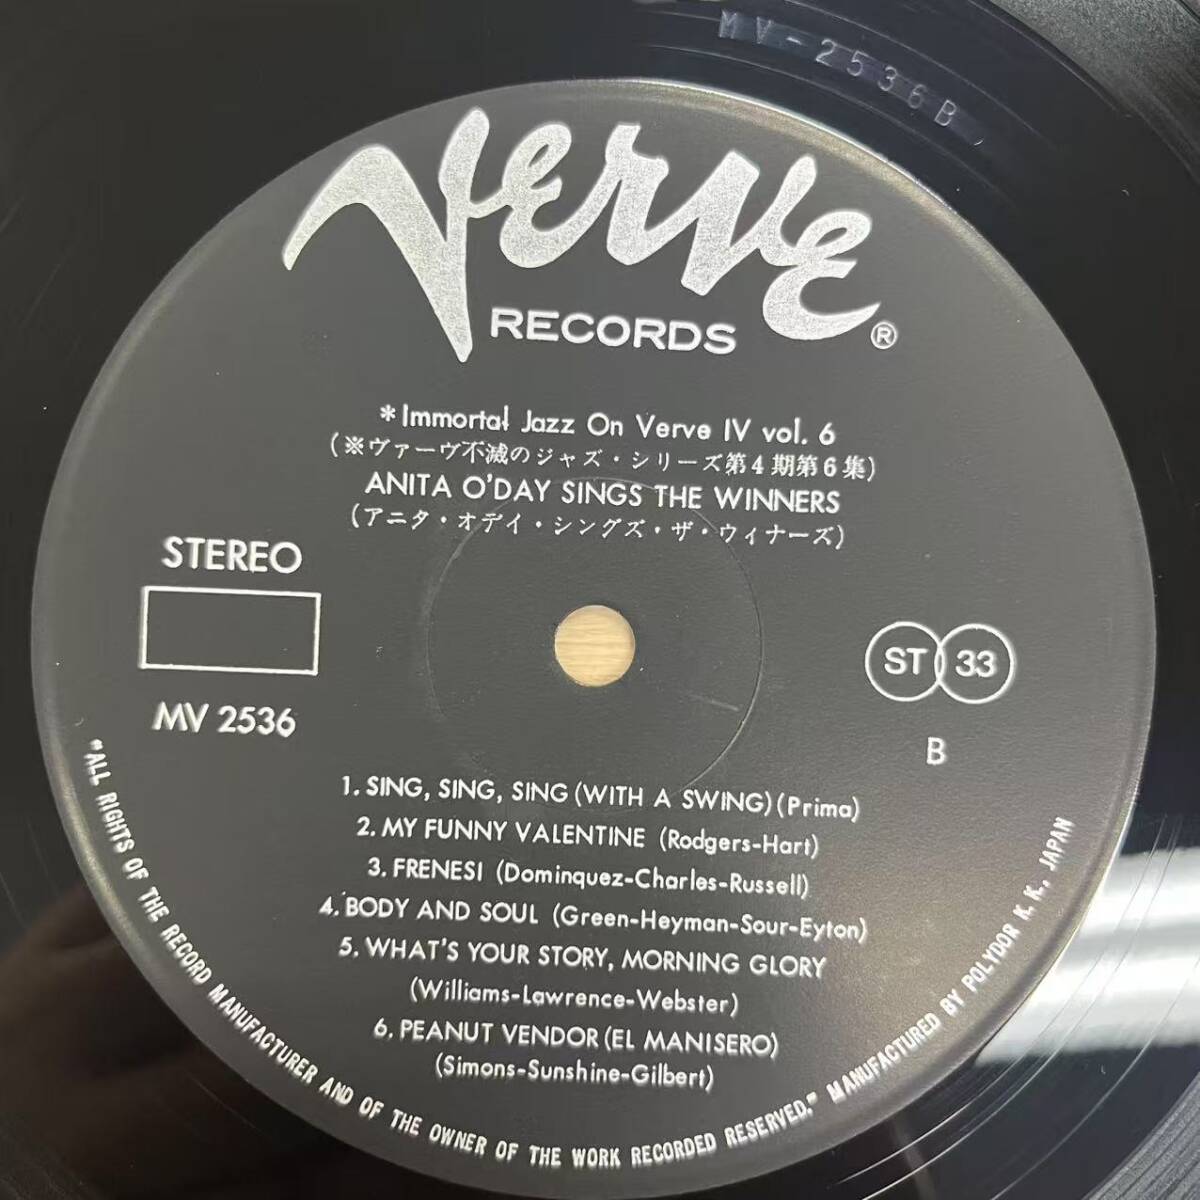 MV-2536B
Verve
RECORDS ®
*Immortal Jazz On Verve IV vol. 6
(※ヴァーヴ不滅のジャズ・シリーズ第4期第6集)
ANITA O'DAY SINGS THE WINNERS
(アニタ・オデイ・シングズ・ザ・ウィナーズ)
STEREO
MV 2536
ST 33
B
1. SING, SING, SING (WITH A SWING) (Prima)
2. MY FUNNY VALENTINE (Rodgers-Hart)
3. FRENESI (Dominquez-Charles-Russell)
4. BODY AND SOUL (Green-Heyman-Sour-Eyton)
5. WHAT'S YOUR STORY, MORNING GLORY
(Williams-Lawrence-Webster)
6. PEANUT VENDOR (EL MANISERO)
(Simons-Sunshine-Gilbert)
"ALL RIGHTS OF THE RECORD MANUFACTURER AND OF THE OWNER OF THE WORK RECORDED RESERVED." MANUFACTURED BY POLYDOR K. K. JAPAN